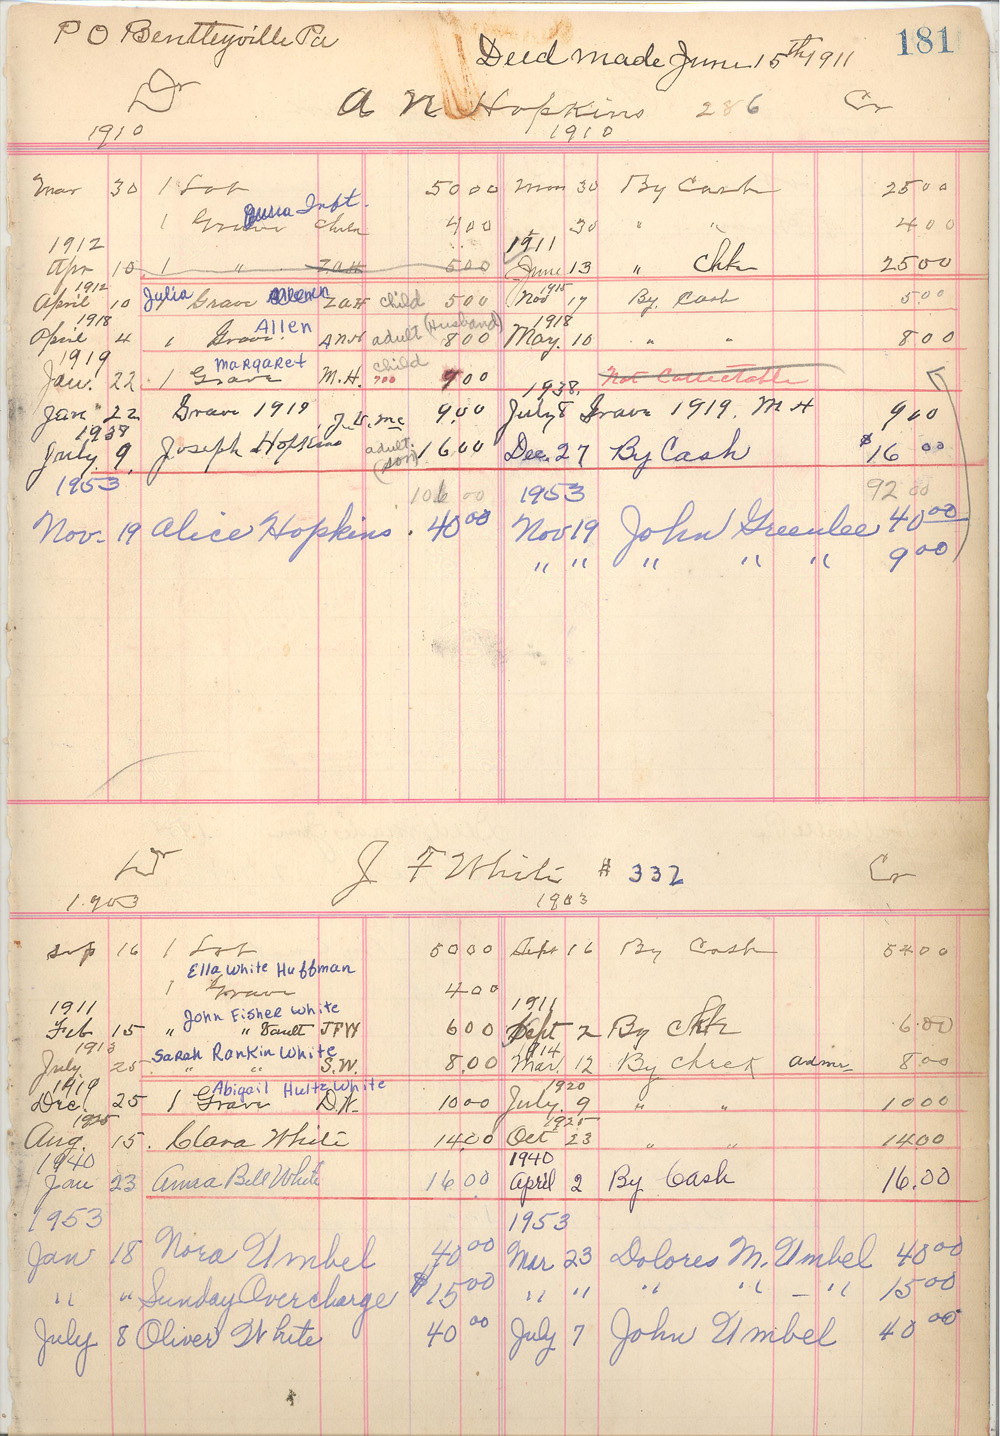 P O Bentleyville Pa
Deed made June 15th 1911
181
Dr A N Hopkins 286 Cr
1910 1910
Mar 30 1 Lot 50 00 Mar 30 By Cash 25 00
Inft.
1 Grave Child 4 00 30 " " 4 00
1912 1911
Apr 10 1 " ZAH 5 00 June 13 " Chk 25 00
1912 1915
April 10 Julia Grave ZAH child 5 00 Nov 17 By Cash 5 00
1918 Allen 1918
April 4 1 Grave ANH adult (Husband) 8 00 May. 10 " " 8 00
1919 Margaret child
Jan. 22 1 Grave M.H. 700 9 00 Not Collectable
1938.
Jan 22 Grave 1919 9.00 July 8 Grave 1919. M H 9 00
1938
July 9 Joseph Hopkins adult (son) 16 00 Dec. 27 By Cash $16 00
1953 106 00 1953 92 00
Nov. 19 Alice Hopkins. 40 00 Nov 19 John Greenlee 40 00
" " " " " 9 00
Dr J F White # 332 Cr
1903 1903
Sep 16 1 Lot 50 00 Sept 16 By Cash 54 00
Ella White Huffman
1 Grave 4 00
1911 John Fisher White 1911
Feb 15 " " Vault JFW 6 00 Sept 2 By Chk 6.00
1913 Sarah Rankin White 1914
July 25 " " S.W. 8.00 Mar. 12 By check admr 8.00
1919 Abigail Hultz White 1920
Dec. 25 1 Grave 10 00 July. 9 " " 10 00
1925 1925
Aug. 15. Clara White 14.00 Oct 23 " " 14.00
1940 1940
Jan 23 Anna Bell White 16.00 April 2 By Cash 16.00
1953 1953
Jan 18 Nora Umbel 40 00 Mar 23 Dolores M. Umbel 40 00
" " Sunday Overcharge $15 00 " " " " - " 15 00
July 8 Oliver White 40 00 July 7 John Umbel 40 00